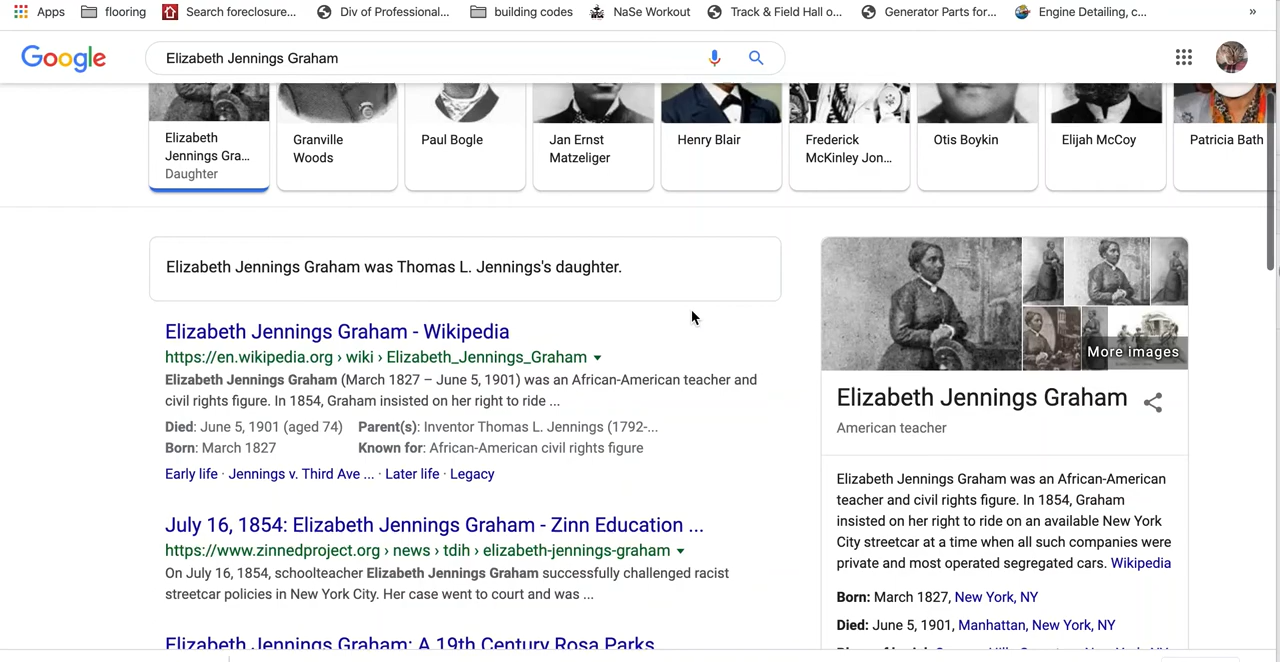 Apps flooring Search foreclosure... Div of Professional... building codes NaSe Workout Track & Field Hall o... Generator Parts for... Engine Detailing, c... »
Google
Elizabeth Jennings Graham
Elizabeth
Jennings Gra...
Daughter
Granville
Woods
Paul Bogle
Jan Ernst
Matzeliger
Henry Blair
Frederick
McKinley Jon...
Otis Boykin
Elijah McCoy
Patricia Bath
Elizabeth Jennings Graham was Thomas L. Jennings's daughter.
Elizabeth Jennings Graham - Wikipedia
https://en.wikipedia.org › wiki › Elizabeth_Jennings_Graham
Elizabeth Jennings Graham (March 1827 – June 5, 1901) was an African-American teacher and
civil rights figure. In 1854, Graham insisted on her right to ride ...
Died: June 5, 1901 (aged 74) Parent(s): Inventor Thomas L. Jennings (1792-...
Born: March 1827 Known for: African-American civil rights figure
Early life · Jennings v. Third Ave ... · Later life · Legacy
July 16, 1854: Elizabeth Jennings Graham - Zinn Education ...
https://www.zinnedproject.org › news › tdih › elizabeth-jennings-graham
On July 16, 1854, schoolteacher Elizabeth Jennings Graham successfully challenged racist
streetcar policies in New York City. Her case went to court and was ...
Elizabeth Jennings Graham: A 19th Century Rosa Parks
More images
Elizabeth Jennings Graham
American teacher
Elizabeth Jennings Graham was an African-American
teacher and civil rights figure. In 1854, Graham
insisted on her right to ride on an available New York
City streetcar at a time when all such companies were
private and most operated segregated cars. Wikipedia
Born: March 1827, New York, NY
Died: June 5, 1901, Manhattan, New York, NY